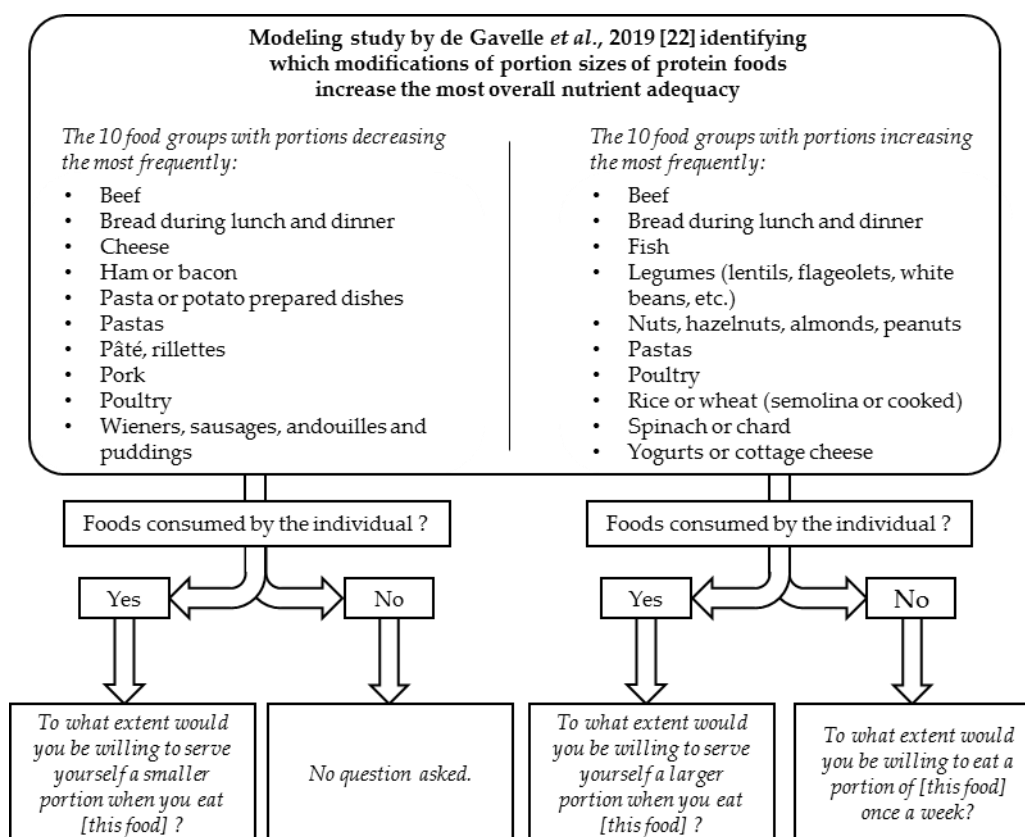 Modeling study by de Gavelle et al., 2019 [22] identifying
which modifications of portion sizes of protein foods
increase the most overall nutrient adequacy
The 10 food groups with portions decreasing
the most frequently:
• Beef
• Bread during lunch and dinner
• Cheese
• Ham or bacon
• Pasta or potato prepared dishes
• Pastas
• Pâté, rillettes
• Pork
• Poultry
• Wieners, sausages, andouilles and
puddings
The 10 food groups with portions increasing
the most frequently:
• Beef
• Bread during lunch and dinner
• Fish
• Legumes (lentils, flageolets, white
beans, etc.)
• Nuts, hazelnuts, almonds, peanuts
• Pastas
• Poultry
• Rice or wheat (semolina or cooked)
• Spinach or chard
• Yogurts or cottage cheese
Foods consumed by the individual ?
Foods consumed by the individual ?
Yes
No
Yes
No
To what extent would
you be willing to serve
yourself a smaller
portion when you eat
[this food] ?
No question asked.
To what extent would
you be willing to serve
yourself a larger
portion when you eat
[this food] ?
To what extent would
you be willing to eat a
portion of [this food]
once a week?